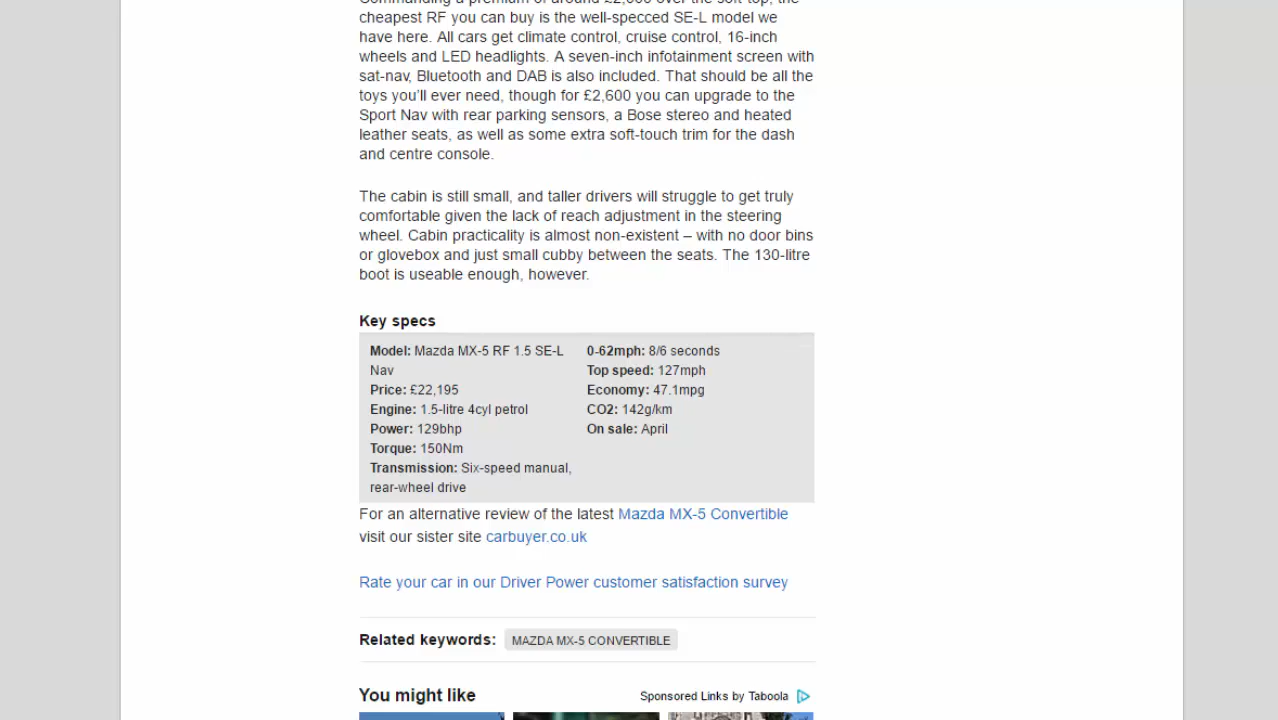 Commanding a premium of around £2,000 over the soft-top, the
cheapest RF you can buy is the well-specced SE-L model we
have here. All cars get climate control, cruise control, 16-inch
wheels and LED headlights. A seven-inch infotainment screen with
sat-nav, Bluetooth and DAB is also included. That should be all the
toys you’ll ever need, though for £2,600 you can upgrade to the
Sport Nav with rear parking sensors, a Bose stereo and heated
leather seats, as well as some extra soft-touch trim for the dash
and centre console.
The cabin is still small, and taller drivers will struggle to get truly
comfortable given the lack of reach adjustment in the steering
wheel. Cabin practicality is almost non-existent – with no door bins
or glovebox and just small cubby between the seats. The 130-litre
boot is useable enough, however.
Key specs
Model: Mazda MX-5 RF 1.5 SE-L
Nav
Price: £22,195
Engine: 1.5-litre 4cyl petrol
Power: 129bhp
Torque: 150Nm
Transmission: Six-speed manual,
rear-wheel drive
0-62mph: 8/6 seconds
Top speed: 127mph
Economy: 47.1mpg
CO2: 142g/km
On sale: April
For an alternative review of the latest Mazda MX-5 Convertible
visit our sister site carbuyer.co.uk
Rate your car in our Driver Power customer satisfaction survey
Related keywords: MAZDA MX-5 CONVERTIBLE
You might like
Sponsored Links by Taboola